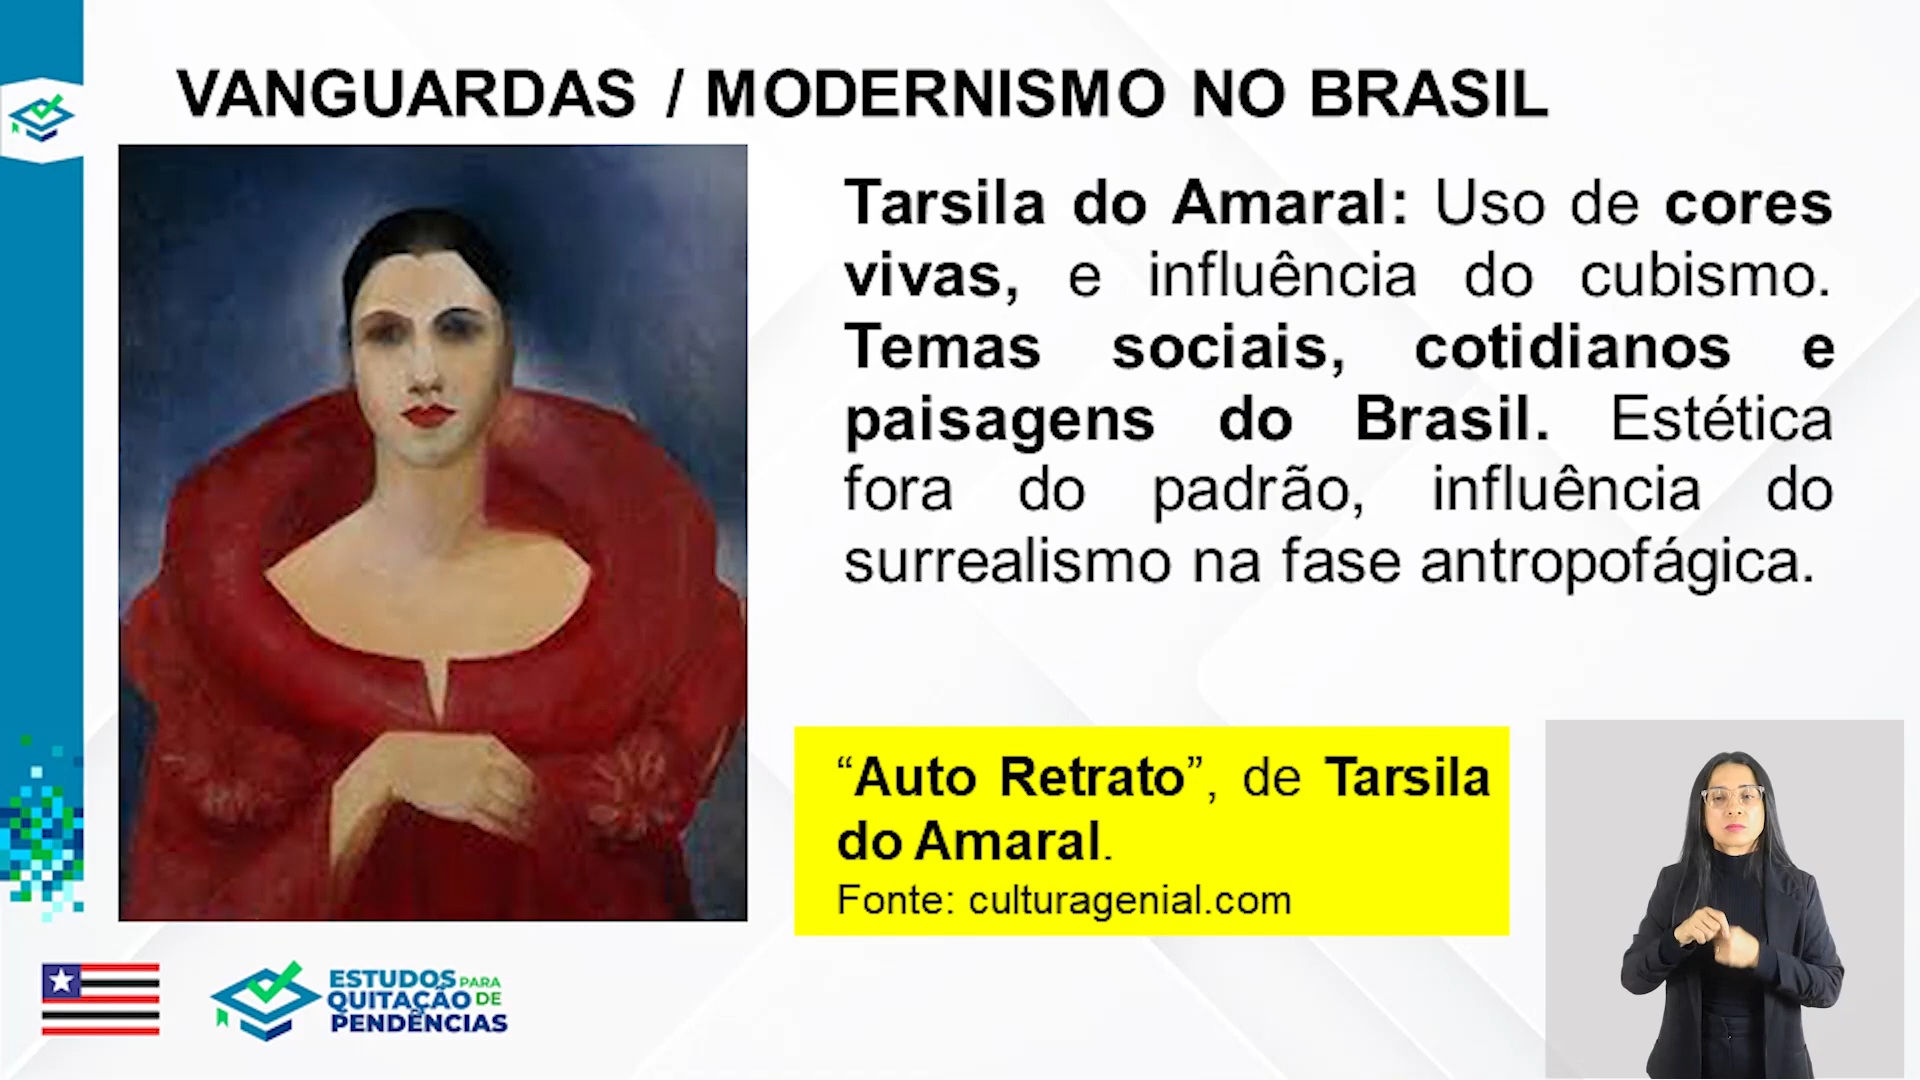 VANGUARDAS / MODERNISMO NO BRASIL
Tarsila do Amaral: Uso de cores
vivas, e influência do cubismo.
Temas sociais, cotidianos e
paisagens do Brasil. Estética
fora do padrão, influência do
surrealismo na fase antropofágica.
“Auto Retrato”, de Tarsila
do Amaral.
Fonte: culturagenial.com
ESTUDOS PARA
QUITAÇÃO DE
PENDÊNCIAS